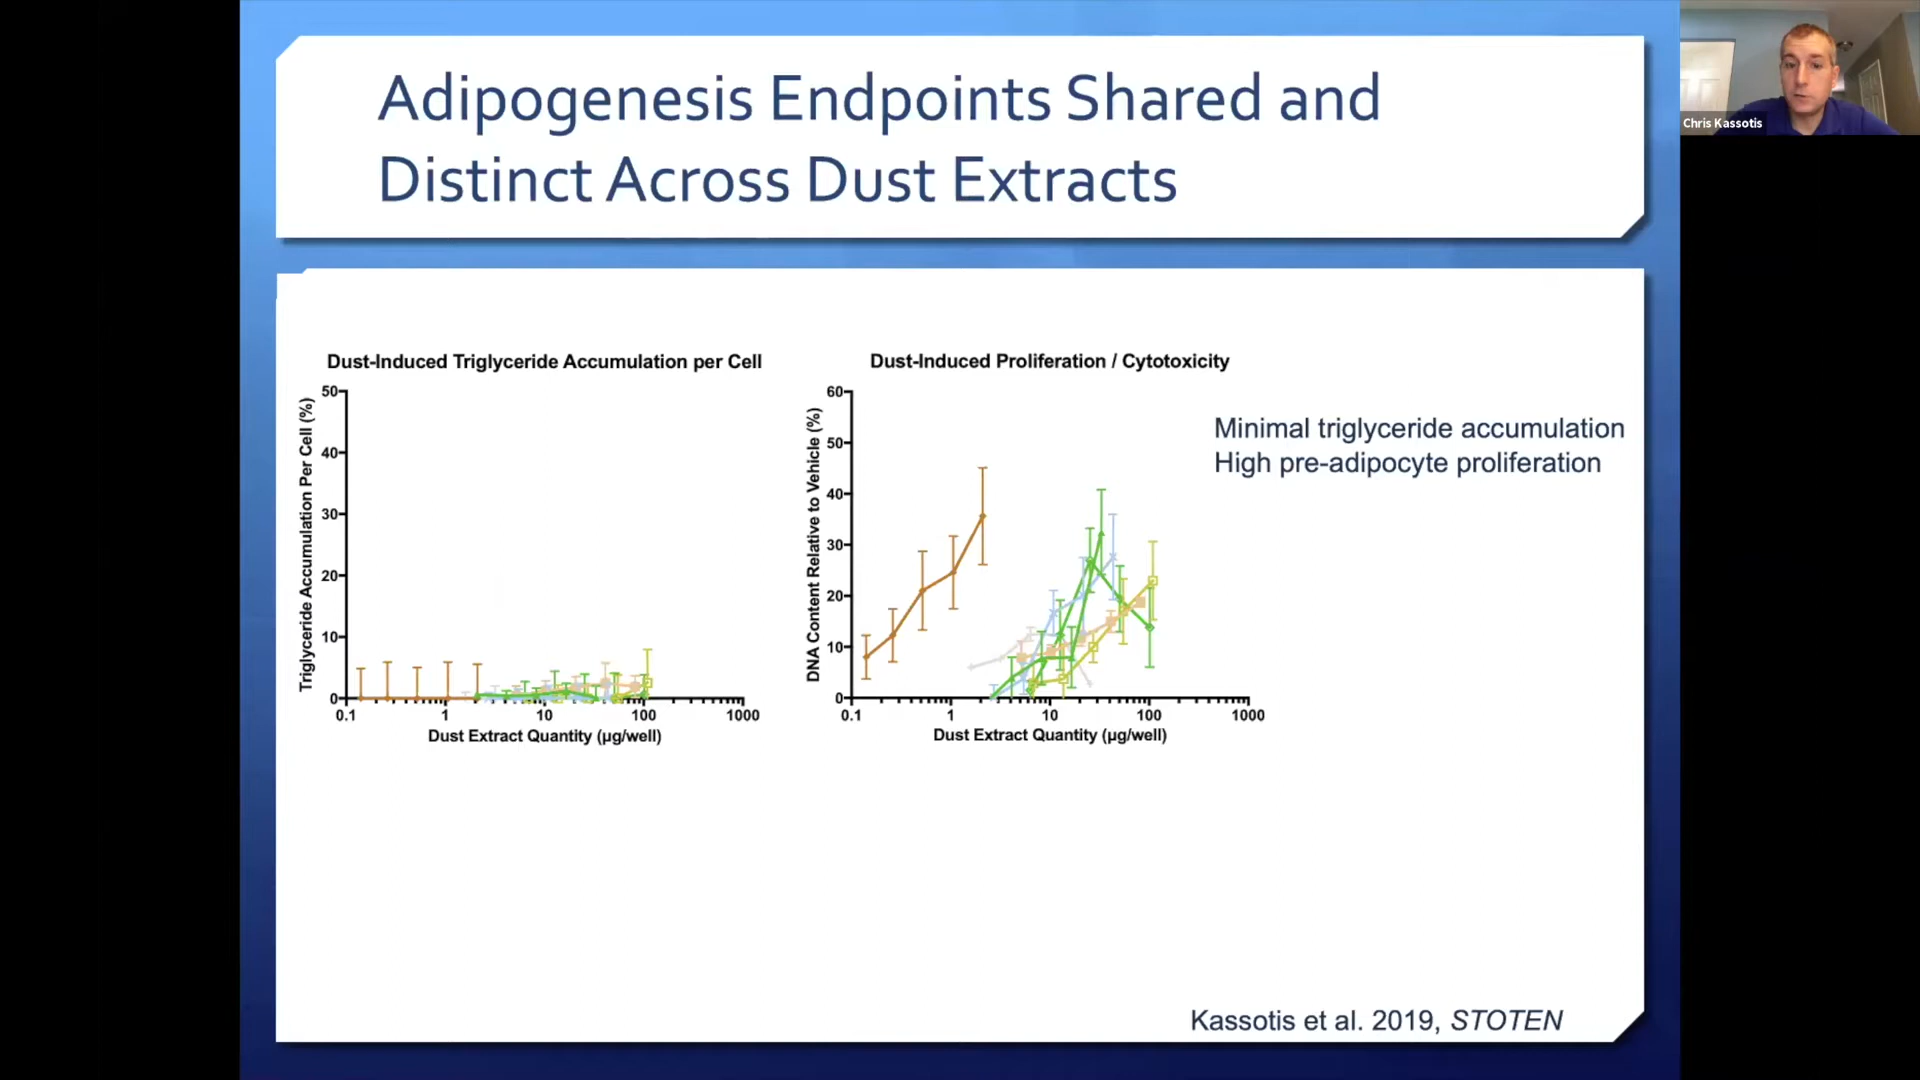 Adipogenesis Endpoints Shared and
Distinct Across Dust Extracts
Chris Kassotis
Dust-Induced Triglyceride Accumulation per Cell
Triglyceride Accumulation Per Cell (%)
50
40
30
20
10
0
0.1 1 10 100 1000
Dust Extract Quantity (µg/well)
Dust-Induced Proliferation / Cytotoxicity
DNA Content Relative to Vehicle (%)
60
50
40
30
20
10
0
0.1 1 10 100 1000
Dust Extract Quantity (µg/well)
Minimal triglyceride accumulation
High pre-adipocyte proliferation
Kassotis et al. 2019, STOTEN